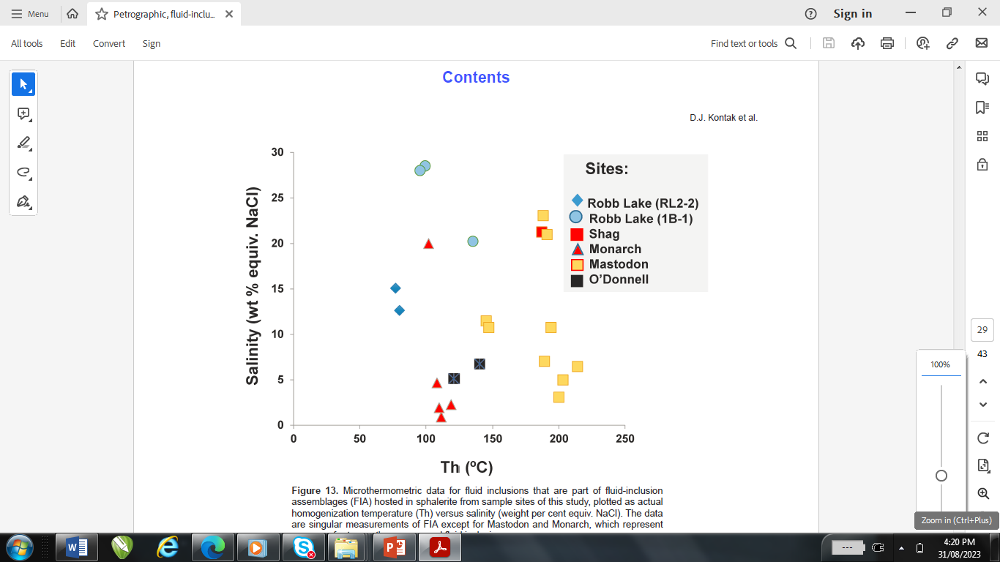 Menu
Petrographic, fluid-inclu...
Sign in
All tools
Edit
Convert
Sign
Find text or tools
Contents
D.J. Kontak et al.
Salinity (wt % equiv. NaCl)
30
25
20
15
10
5
0
0
50
100
150
200
250
Th (ºC)
Sites:
Robb Lake (RL2-2)
Robb Lake (1B-1)
Shag
Monarch
Mastodon
O’Donnell
Figure 13. Microthermometric data for fluid inclusions that are part of fluid-inclusion
assemblages (FIA) hosted in sphalerite from sample sites of this study, plotted as actual
homogenization temperature (Th) versus salinity (weight per cent equiv. NaCl). The data
are singular measurements of FIA except for Mastodon and Monarch, which represent
29
43
100%
Zoom in (Ctrl+Plus)
4:20 PM
31/08/2023